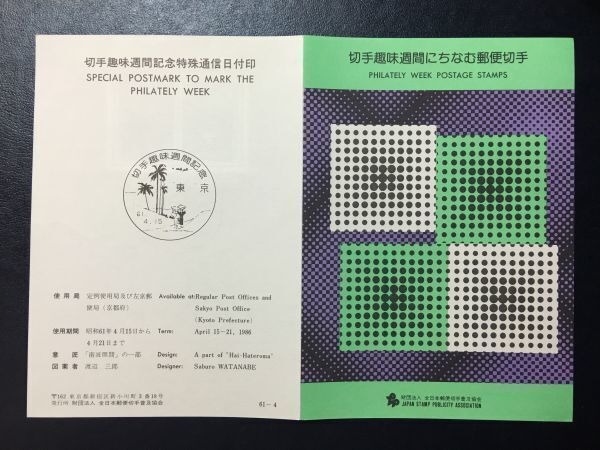 切手趣味週間記念特殊通信日付印
SPECIAL POSTMARK TO MARK THE
PHILATELY WEEK
切手趣味週間記念
東京
61.
4.15
使用局 定例使用局及び左京郵便局(京都府)
Available at: Regular Post Offices and
Sakyo Post Office
(Kyoto Prefecture)
使用期間 昭和61年4月15日から
4月21日まで
Term: April 15-21, 1986
意匠 「南波照間」の一部
Design: A part of "Hai-Hateroma"
図案者 渡辺 三郎
Designer: Saburo WATANABE
〒162 東京都新宿区新小川町2番18号
発行所 財団法人 全日本郵便切手普及協会
61-4
切手趣味週間にちなむ郵便切手
PHILATELY WEEK POSTAGE STAMPS
財団法人 全日本郵便切手普及協会
JAPAN STAMP PUBLICITY ASSOCIATION